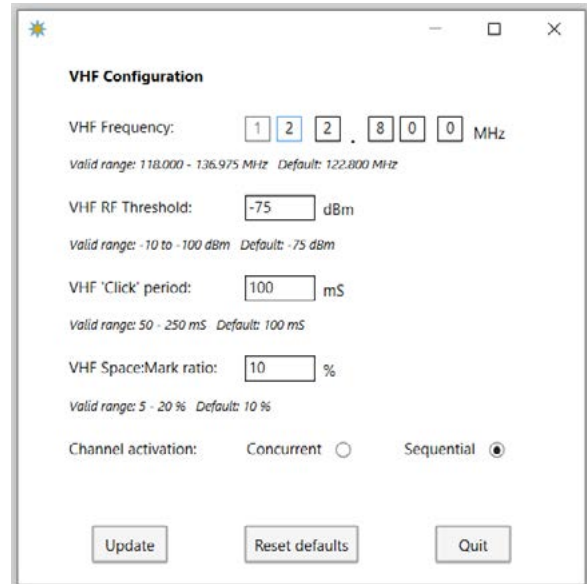 VHF Configuration
VHF Frequency: 1 2 2 . 8 0 0 MHz
Valid range: 118.000 - 136.975 MHz Default: 122.800 MHz
VHF RF Threshold: -75 dBm
Valid range: -10 to -100 dBm Default: -75 dBm
VHF 'Click' period: 100 mS
Valid range: 50 - 250 mS Default: 100 mS
VHF Space:Mark ratio: 10 %
Valid range: 5 - 20 % Default: 10 %
Channel activation: Concurrent Sequential
Update Reset defaults Quit